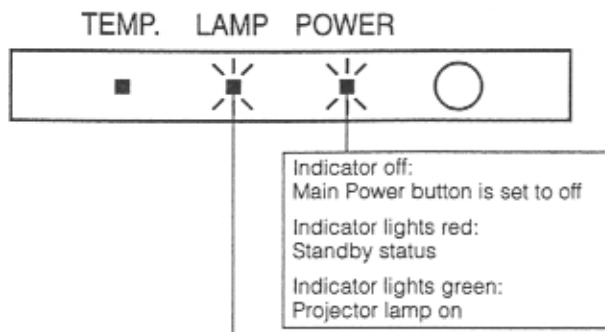 TEMP. LAMP POWER
Indicator off:
Main Power button is set to off
Indicator lights red:
Standby status
Indicator lights green:
Projector lamp on